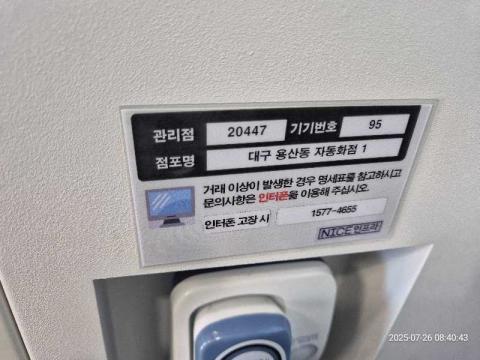 관리점 20447 기기번호 95
점포명 대구 용산동 자동화점 1
거래 이상이 발생한 경우 명세표를 참고하시고
문의사항은 인터폰을 이용해 주십시오.
인터폰 고장 시 1577-4655
NICE인프라
2025-07-26 08:40:43